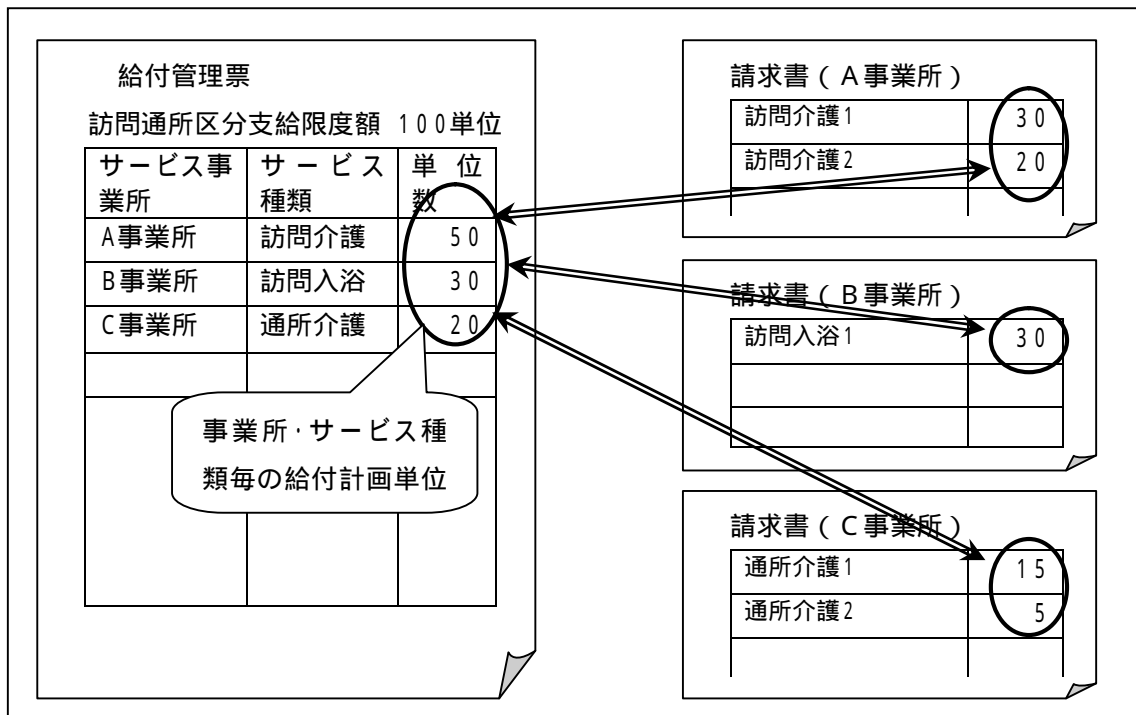 給付管理票
訪問通所区分支給限度額 100単位
サービス事業所 サービス種類 単位数
A事業所 訪問介護 50
B事業所 訪問入浴 30
C事業所 通所介護 20
事業所・サービス種
類毎の給付計画単位
請求書(A事業所)
訪問介護1 30
訪問介護2 20
請求書(B事業所)
訪問入浴1 30
請求書(C事業所)
通所介護1 15
通所介護2 5